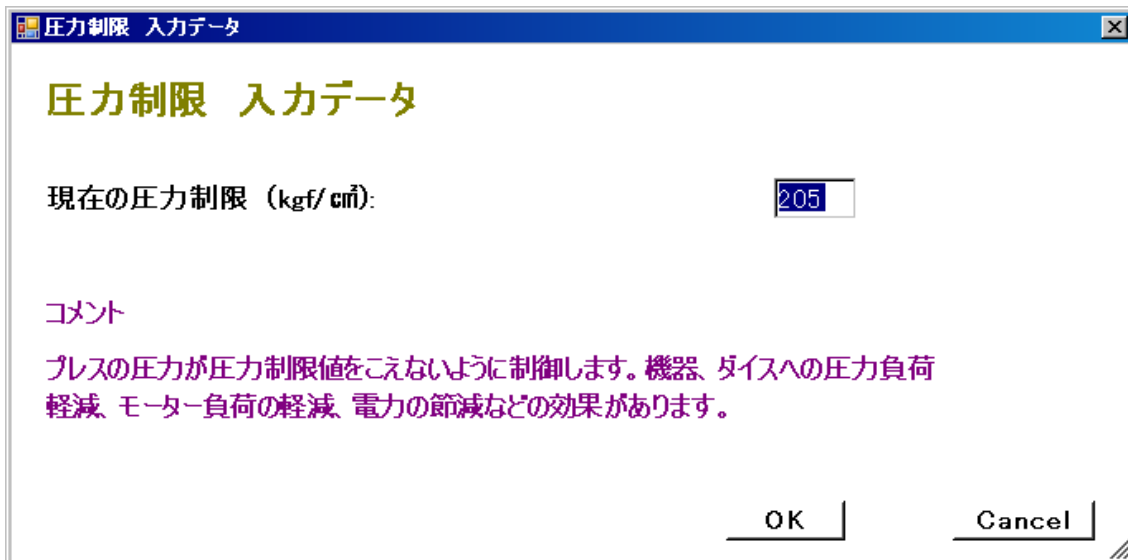 圧力制限 入力データ
圧力制限 入力データ
現在の圧力制限 (kgf/㎠): 205
コメント
プレスの圧力が圧力制限値をこえないように制御します。機器、ダイスへの圧力負荷
軽減、モーター負荷の軽減、電力の節減などの効果があります。
OK Cancel